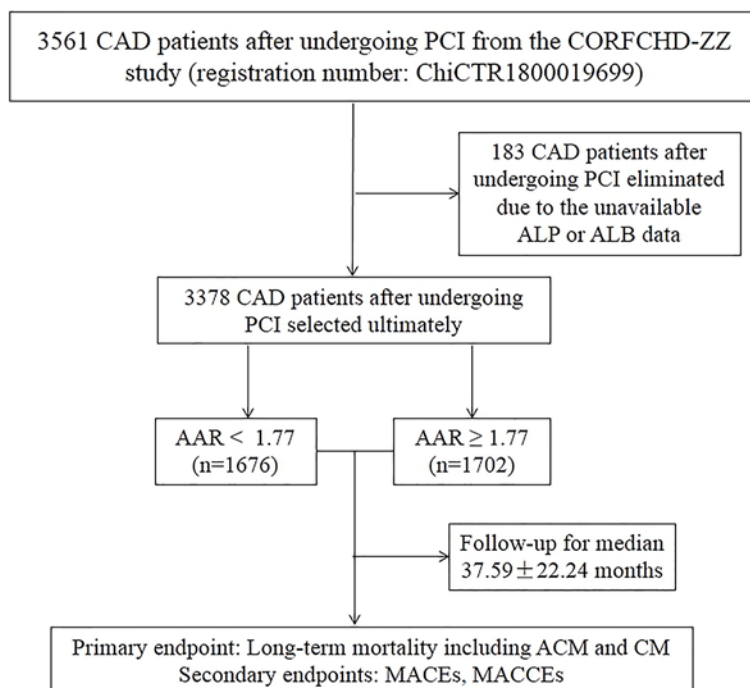 3561 CAD patients after undergoing PCI from the CORFCHD-ZZ
study (registration number: ChiCTR1800019699)
183 CAD patients after
undergoing PCI eliminated
due to the unavailable
ALP or ALB data
3378 CAD patients after undergoing
PCI selected ultimately
AAR < 1.77
(n=1676)
AAR ≥ 1.77
(n=1702)
Follow-up for median
37.59±22.24 months
Primary endpoint: Long-term mortality including ACM and CM
Secondary endpoints: MACEs, MACCEs